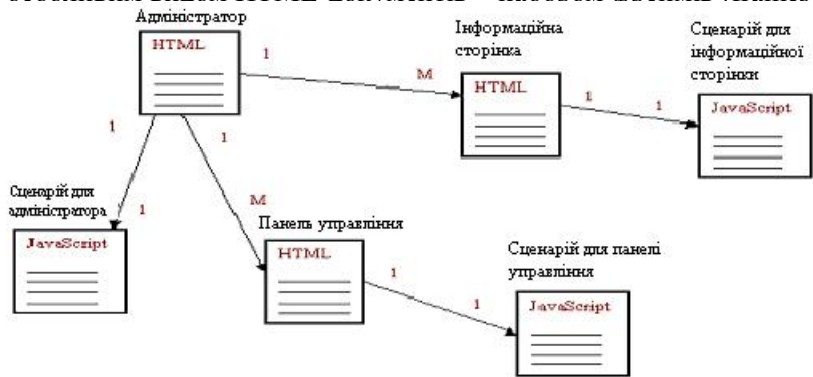 Адміністратор
HTML
1
M
1
1
Інформаційна
сторінка
HTML
1
1
Сценарій для
інформаційної
сторінки
JavaScript
Сценарій для
адміністратора
1
JavaScript
M
Панель управління
HTML
1
1
Сценарій для панелі
управління
JavaScript